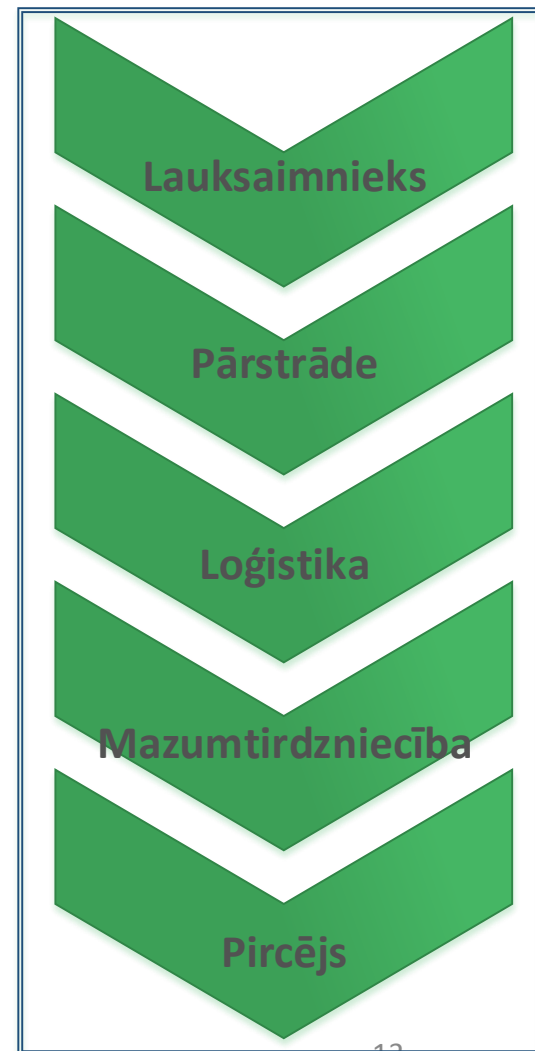 Lauksaimnieks
Pārstrāde
Loģistika
Mazumtirdzniecība
Pircējs